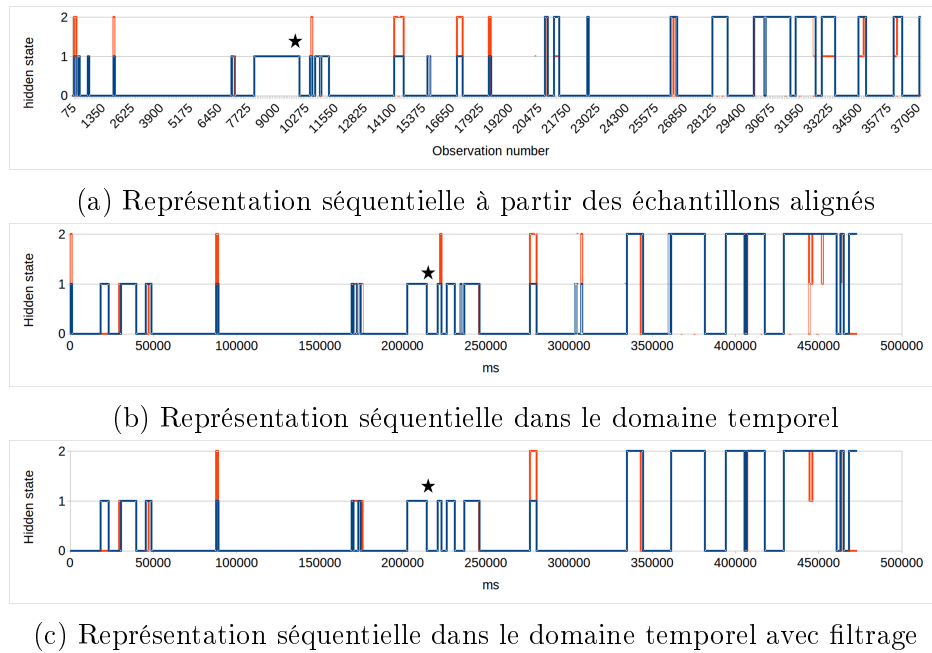 2
1
0
hidden state
75 1350 2625 3900 5175 6450 7725 9000 10275 11550 12825 14100 15375 16650 17925 19200 20475 21750 23025 24300 25575 26850 28125 29400 30675 31950 33225 34500 35775 37050
Observation number
(a) Représentation séquentielle à partir des échantillons alignés
2
1
0
Hidden state
0 50000 100000 150000 200000 250000 300000 350000 400000 450000 500000
ms
(b) Représentation séquentielle dans le domaine temporel
2
1
0
Hidden state
0 50000 100000 150000 200000 250000 300000 350000 400000 450000 500000
ms
(c) Représentation séquentielle dans le domaine temporel avec filtrage